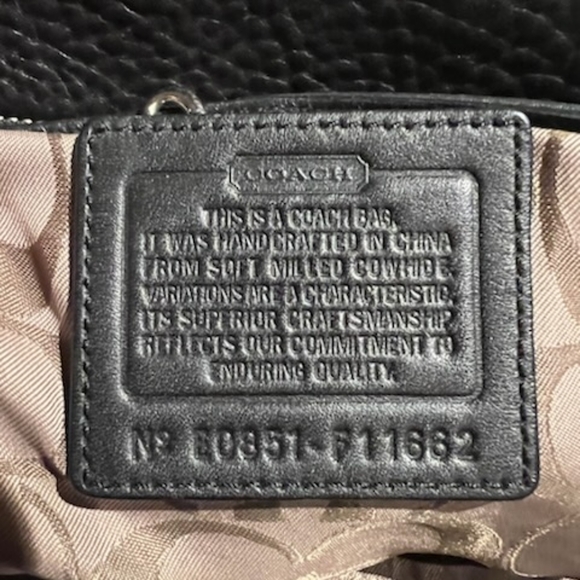 COACH
THIS IS A COACH BAG.
IT WAS HANDCRAFTED IN CHINA
FROM SOFT MILLED COWHIDE.
VARIATIONS ARE A CHARACTERISTIC.
ITS SUPERIOR CRAFTSMANSHIP
REFLECTS OUR COMMITMENT TO
ENDURING QUALITY.
Nº E0851-F11662